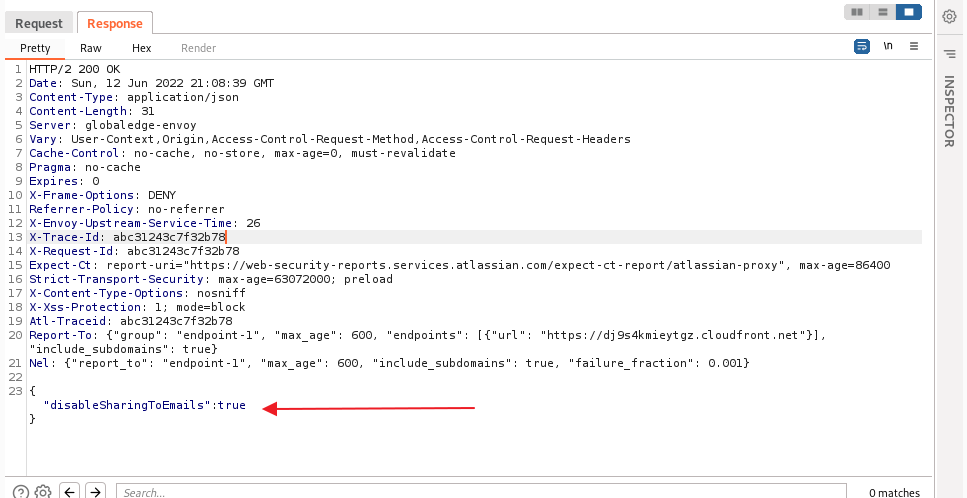 Request Response
Pretty Raw Hex Render \n
INSPECTOR
1 HTTP/2 200 OK
2 Date: Sun, 12 Jun 2022 21:08:39 GMT
3 Content-Type: application/json
4 Content-Length: 31
5 Server: globaledge-envoy
6 Vary: User-Context,Origin,Access-Control-Request-Method,Access-Control-Request-Headers
7 Cache-Control: no-cache, no-store, max-age=0, must-revalidate
8 Pragma: no-cache
9 Expires: 0
10 X-Frame-Options: DENY
11 Referrer-Policy: no-referrer
12 X-Envoy-Upstream-Service-Time: 26
13 X-Trace-Id: abc31243c7f32b78
14 X-Request-Id: abc31243c7f32b78
15 Expect-Ct: report-uri="https://web-security-reports.services.atlassian.com/expect-ct-report/atlassian-proxy", max-age=86400
16 Strict-Transport-Security: max-age=63072000; preload
17 X-Content-Type-Options: nosniff
18 X-Xss-Protection: 1; mode=block
19 Atl-Traceid: abc31243c7f32b78
20 Report-To: {"group": "endpoint-1", "max_age": 600, "endpoints": [{"url": "https://dj9s4kmieytgz.cloudfront.net"}],
"include_subdomains": true}
21 Nel: {"report_to": "endpoint-1", "max_age": 600, "include_subdomains": true, "failure_fraction": 0.001}
22
23 {
"disableSharingToEmails":true
}
Search... 0 matches